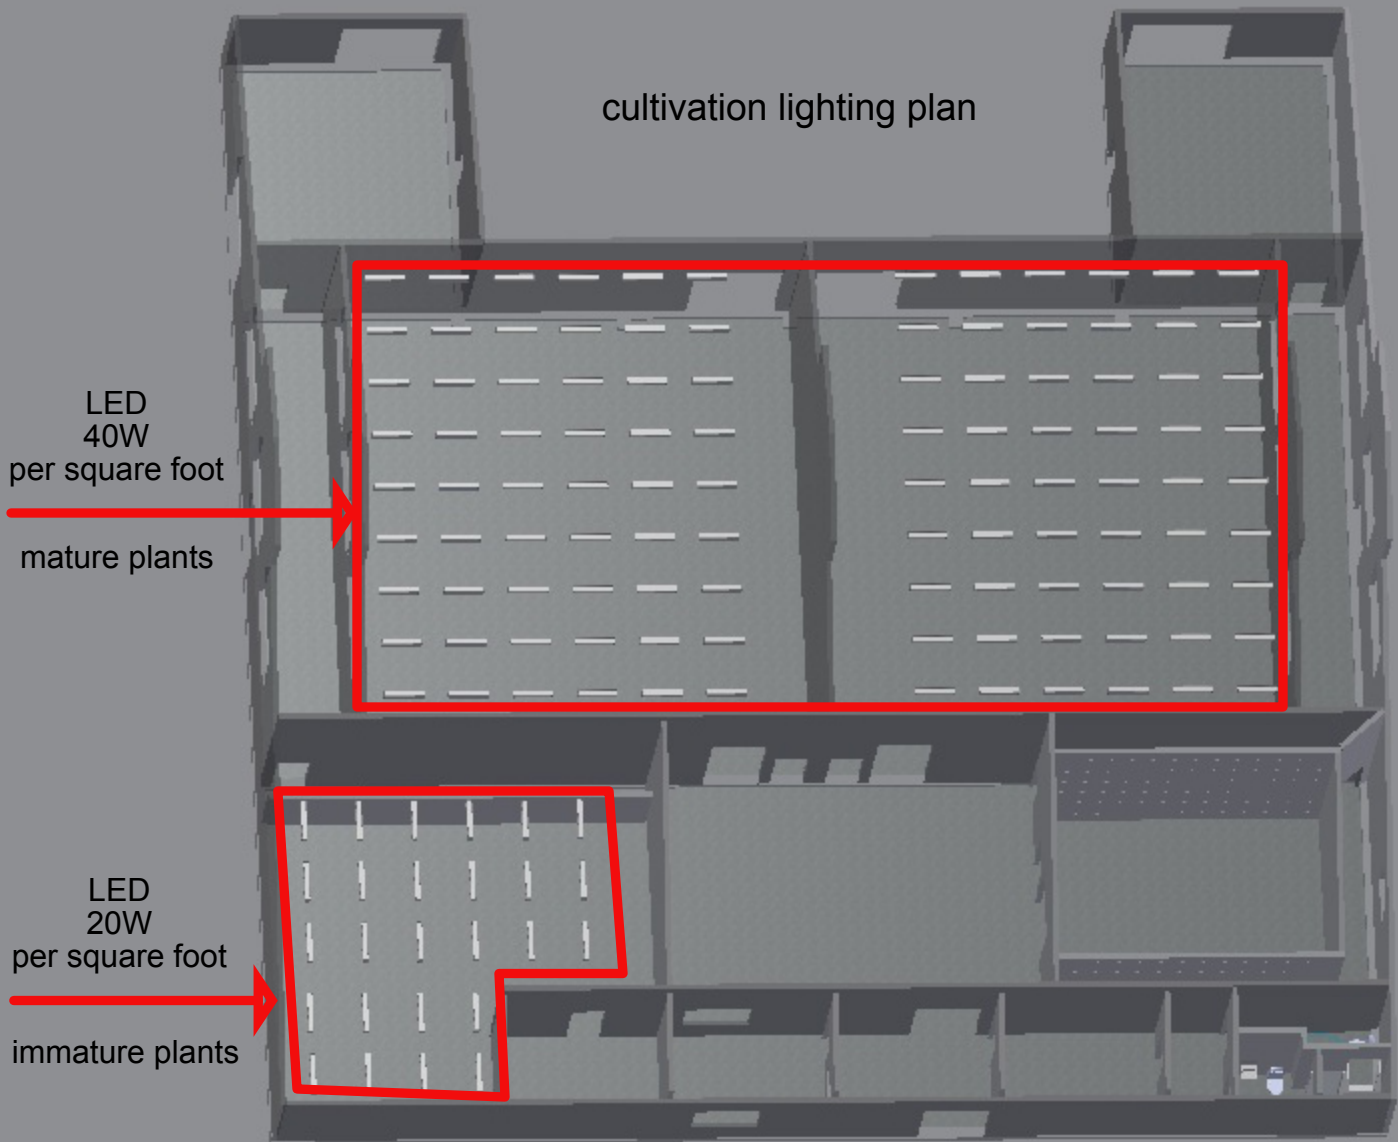 cultivation lighting plan
LED
40W
per square foot
mature plants
LED
20W
per square foot
immature plants